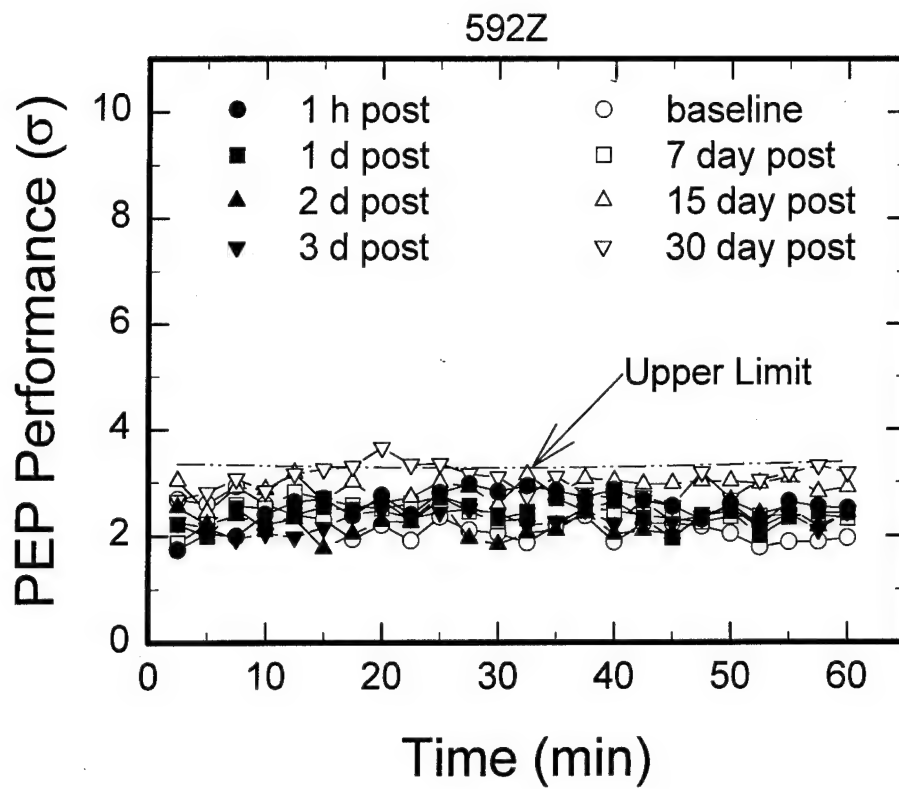 592Z
PEP Performance (σ)
10
8
6
4
2
0
1 h post
1 d post
2 d post
3 d post
baseline
7 day post
15 day post
30 day post
Upper Limit
0 10 20 30 40 50 60
Time (min)